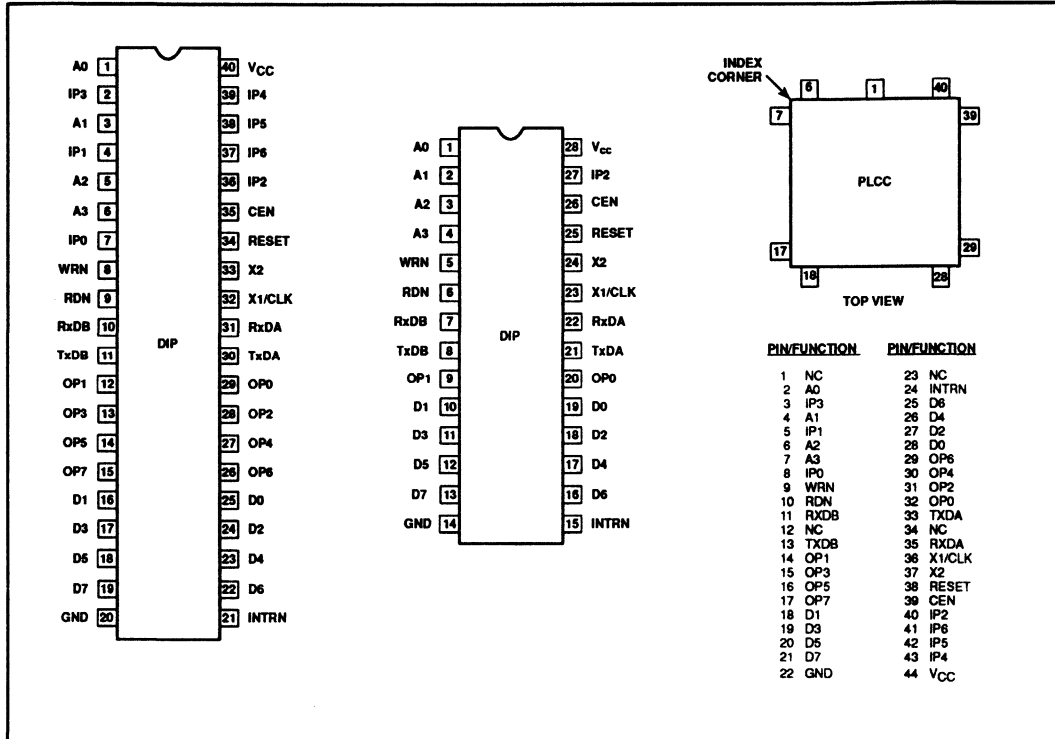 A0 1 40 VCC
IP3 2 39 IP4
A1 3 38 IP5
IP1 4 37 IP6
A2 5 36 IP2
A3 6 35 CEN
IP0 7 34 RESET
WRN 8 33 X2
RDN 9 32 X1/CLK
RxDB 10 31 RxDA
TxDB 11 30 TxDA
DIP
OP1 12 29 OP0
OP3 13 28 OP2
OP5 14 27 OP4
OP7 15 26 OP6
D1 16 25 D0
D3 17 24 D2
D5 18 23 D4
D7 19 22 D6
GND 20 21 INTRN
A0 1 28 Vcc
A1 2 27 IP2
A2 3 26 CEN
A3 4 25 RESET
WRN 5 24 X2
RDN 6 23 X1/CLK
RxDB 7 22 RxDA
DIP
TxDB 8 21 TxDA
OP1 9 20 OP0
D1 10 19 D0
D3 11 18 D2
D5 12 17 D4
D7 13 16 D6
GND 14 15 INTRN
INDEX
CORNER
6 1 40
7 39
PLCC
17 29
18 28
TOP VIEW
PIN/FUNCTION PIN/FUNCTION
1 NC 23 NC
2 A0 24 INTRN
3 IP3 25 D6
4 A1 26 D4
5 IP1 27 D2
6 A2 28 D0
7 A3 29 OP6
8 IP0 30 OP4
9 WRN 31 OP2
10 RDN 32 OP0
11 RXDB 33 TXDA
12 NC 34 NC
13 TXDB 35 RXDA
14 OP1 36 X1/CLK
15 OP3 37 X2
16 OP5 38 RESET
17 OP7 39 CEN
18 D1 40 IP2
19 D3 41 IP6
20 D5 42 IP5
21 D7 43 IP4
22 GND 44 VCC